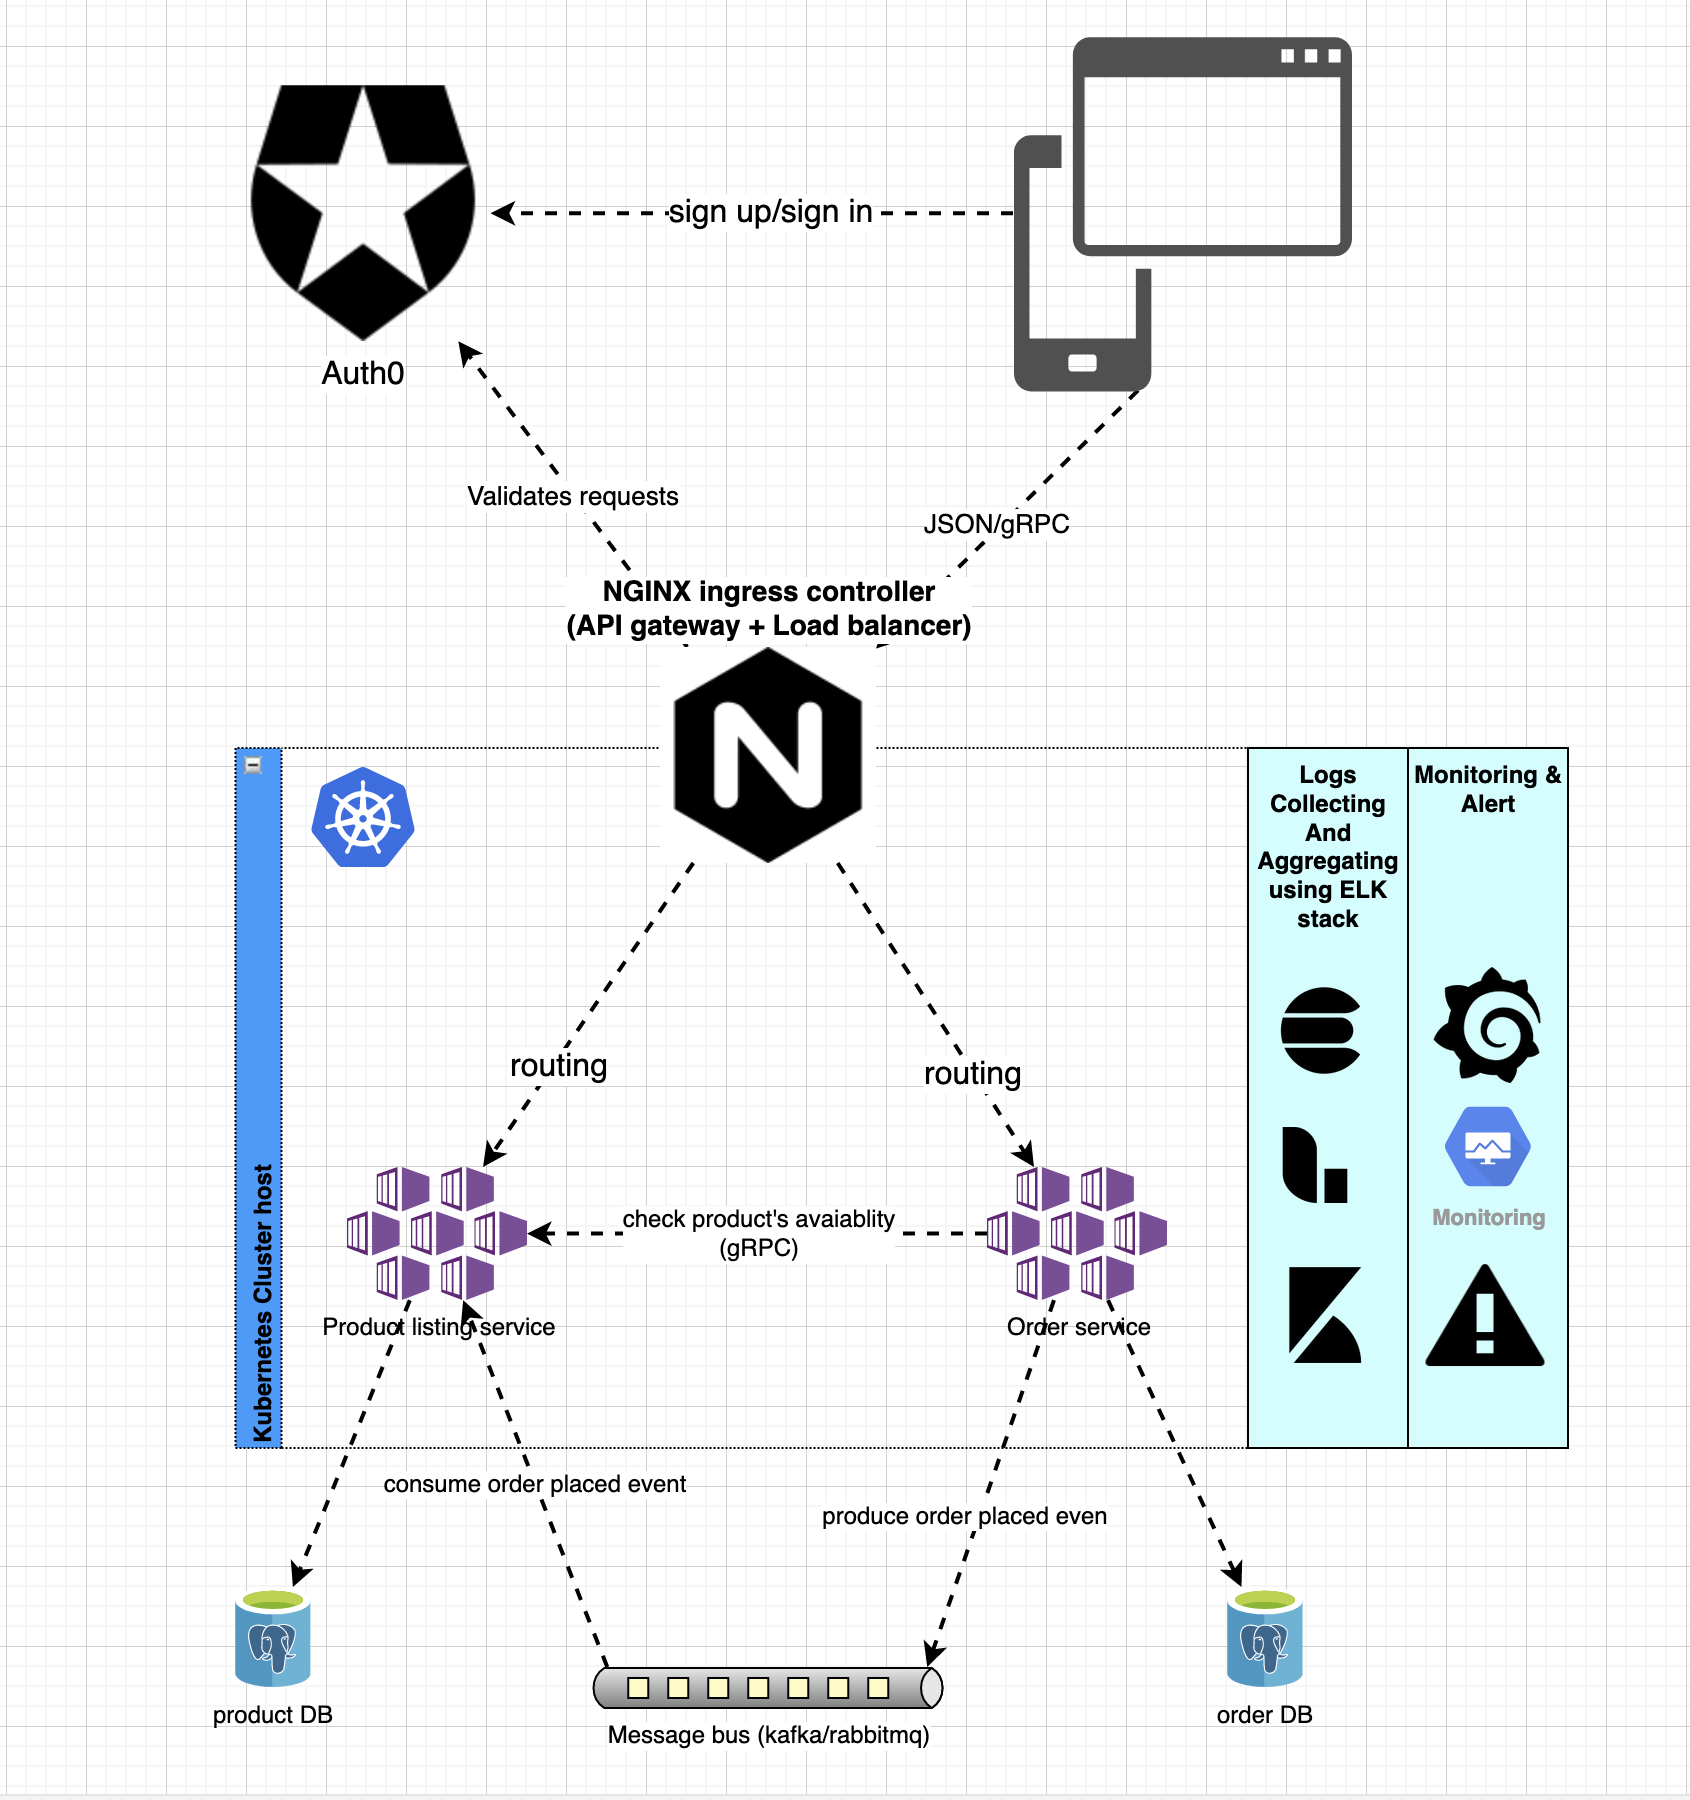 sign up/sign in
Auth0
Validates requests
JSON/gRPC
NGINX ingress controller
(API gateway + Load balancer)
Kubernetes Cluster host
Logs
Collecting
And
Aggregating
using ELK
stack
Monitoring &
Alert
Monitoring
routing
routing
check product's avaiablity
(gRPC)
Product listing service
Order service
consume order placed event
produce order placed even
product DB
order DB
Message bus (kafka/rabbitmq)